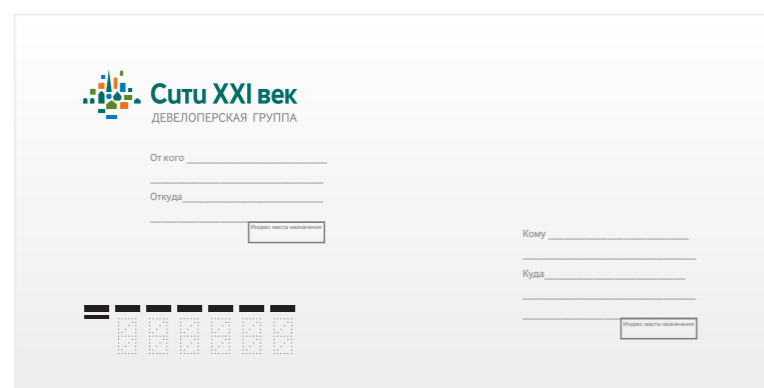 Сити XXI век
ДЕВЕЛОПЕРСКАЯ ГРУППА
От кого
Откуда
Индекс места назначения
Кому
Куда
Индекс места назначения